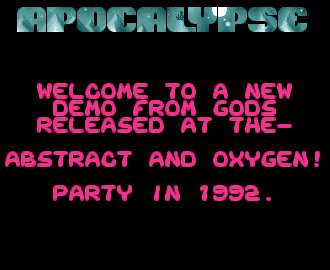 APOCALYPSE
WELCOME TO A NEW
DEMO FROM GODS
RELEASED AT THE-
ABSTRACT AND OXYGEN!
PARTY IN 1992.